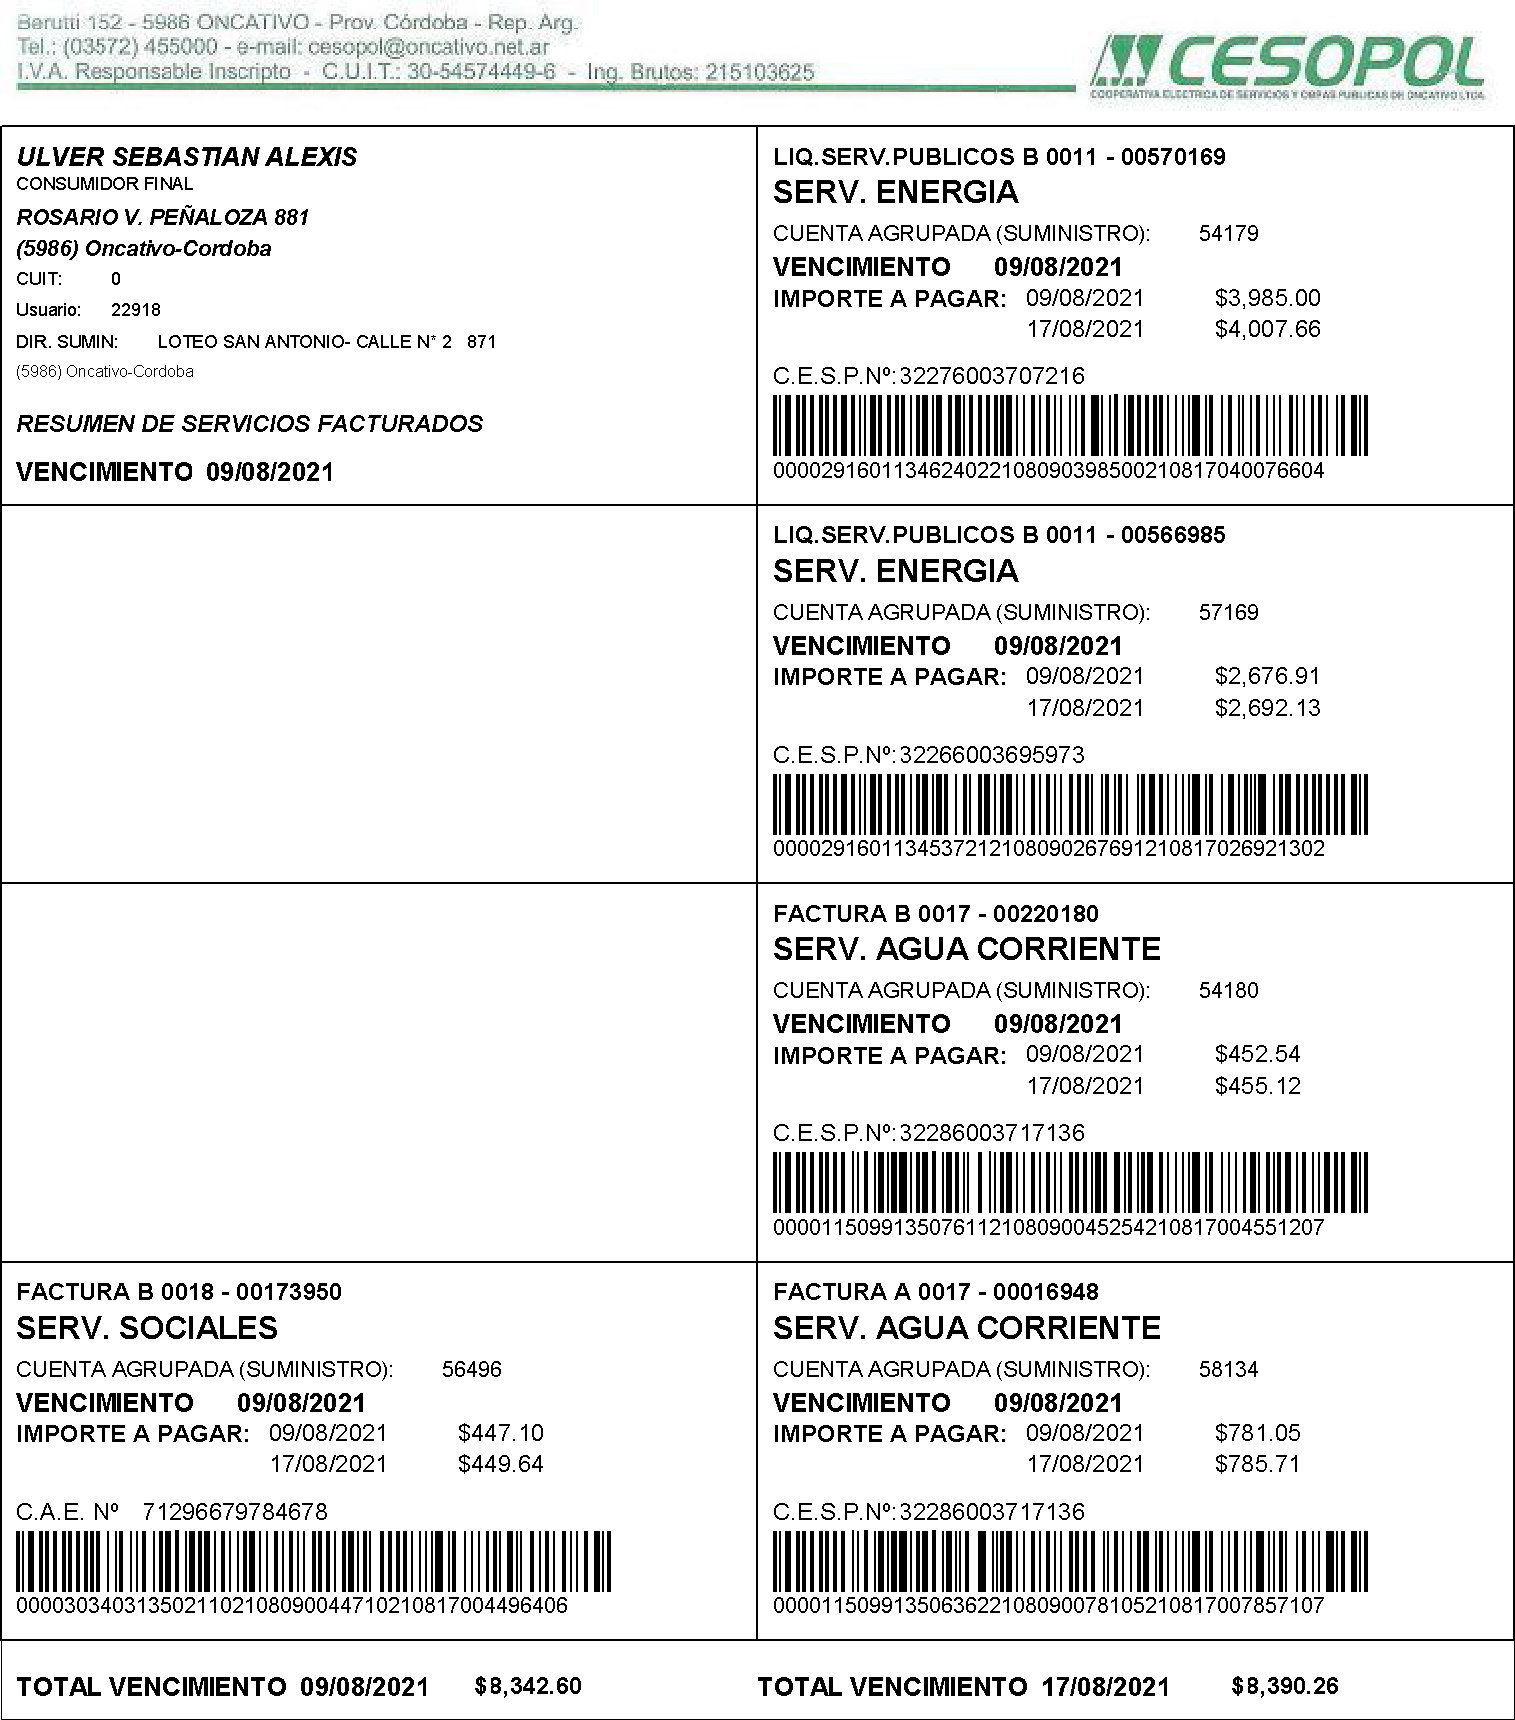 Berutti 152 - 5986 ONCATIVO - Prov. Córdoba - Rep. Arg.
Tel.: (03572) 455000 - e-mail: cesopol@oncativo.net.ar
I.V.A. Responsable Inscripto - C.U.I.T.: 30-54574449-6 - Ing. Brutos: 215103625
CESOPOL
COOPERATIVA ELECTRICA DE SERVICIOS Y OBRAS PUBLICAS DE ONCATIVO LTDA.
ULVER SEBASTIAN ALEXIS
CONSUMIDOR FINAL
ROSARIO V. PEÑALOZA 881
(5986) Oncativo-Cordoba
CUIT: 0
Usuario: 22918
DIR. SUMIN: LOTEO SAN ANTONIO- CALLE N° 2 871
(5986) Oncativo-Cordoba
RESUMEN DE SERVICIOS FACTURADOS
VENCIMIENTO 09/08/2021
LIQ.SERV.PUBLICOS B 0011 - 00570169
SERV. ENERGIA
CUENTA AGRUPADA (SUMINISTRO): 54179
VENCIMIENTO 09/08/2021
IMPORTE A PAGAR: 09/08/2021 $3,985.00
17/08/2021 $4,007.66
C.E.S.P.Nº: 32276003707216
00002916011346240221080903985002108170400 76604
LIQ.SERV.PUBLICOS B 0011 - 00566985
SERV. ENERGIA
CUENTA AGRUPADA (SUMINISTRO): 57169
VENCIMIENTO 09/08/2021
IMPORTE A PAGAR: 09/08/2021 $2,676.91
17/08/2021 $2,692.13
C.E.S.P.Nº: 32266003695973
0000291601134537212108090267691210817026921302
FACTURA B 0017 - 00220180
SERV. AGUA CORRIENTE
CUENTA AGRUPADA (SUMINISTRO): 54180
VENCIMIENTO 09/08/2021
IMPORTE A PAGAR: 09/08/2021 $452.54
17/08/2021 $455.12
C.E.S.P.Nº: 32286003717136
0000115099135076112108090045254210817004551207
FACTURA B 0018 - 00173950
SERV. SOCIALES
CUENTA AGRUPADA (SUMINISTRO): 56496
VENCIMIENTO 09/08/2021
IMPORTE A PAGAR: 09/08/2021 $447.10
17/08/2021 $449.64
C.A.E. Nº 71296679784678
0000303403135021102108090044710210817004496406
FACTURA A 0017 - 00016948
SERV. AGUA CORRIENTE
CUENTA AGRUPADA (SUMINISTRO): 58134
VENCIMIENTO 09/08/2021
IMPORTE A PAGAR: 09/08/2021 $781.05
17/08/2021 $785.71
C.E.S.P.Nº: 32286003717136
0000115099135063622108090078105210817007857107
TOTAL VENCIMIENTO 09/08/2021 $8,342.60
TOTAL VENCIMIENTO 17/08/2021 $8,390.26